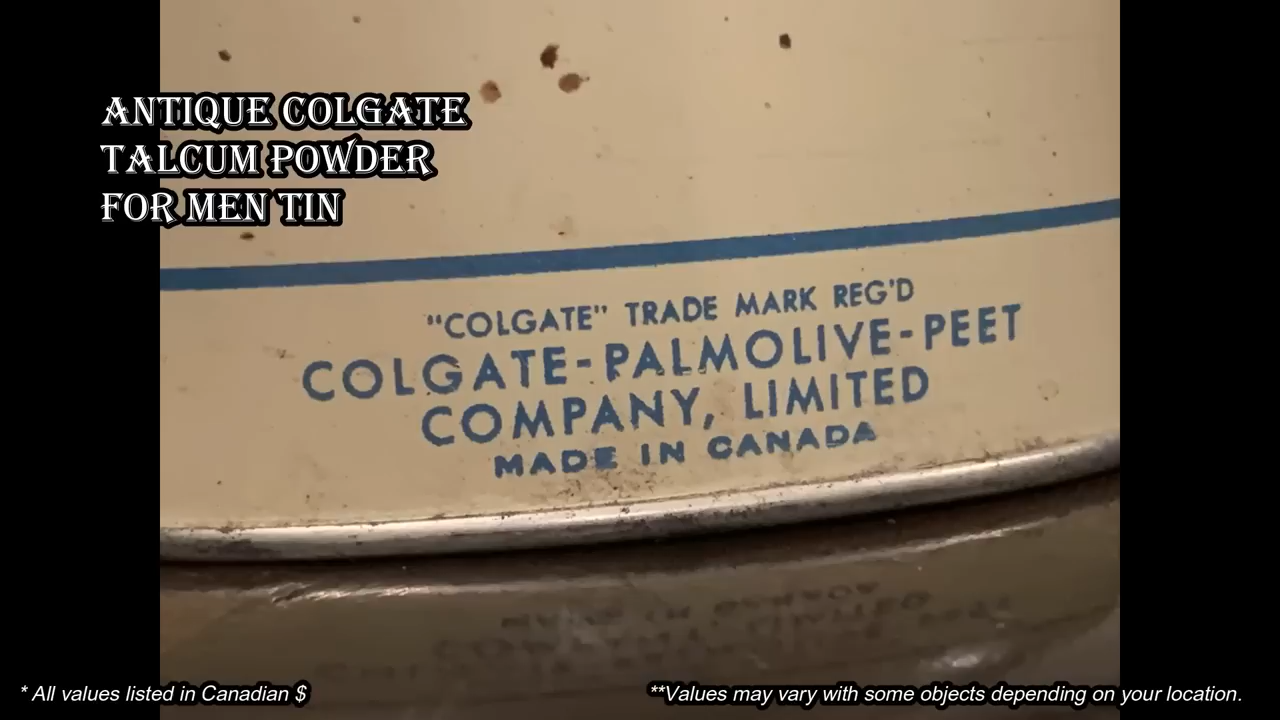 ANTIQUE COLGATE
TALCUM POWDER
FOR MEN TIN
"COLGATE" TRADE MARK REG'D
COLGATE-PALMOLIVE-PEET
COMPANY, LIMITED
MADE IN CANADA
* All values listed in Canadian $
**Values may vary with some objects depending on your location.